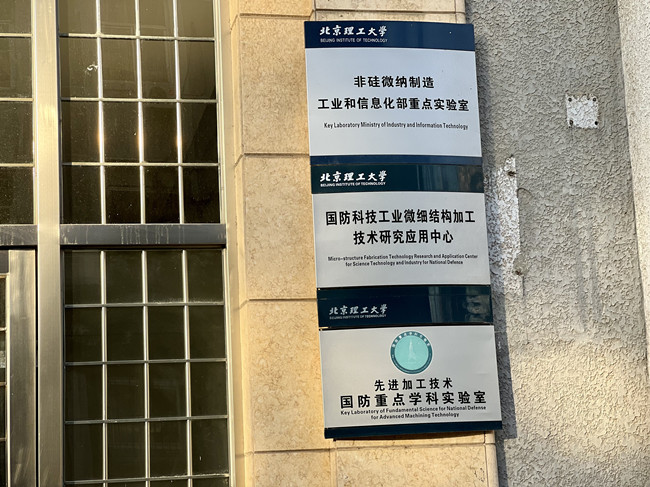 北京理工大学
BEIJING INSTITUTE OF TECHNOLOGY
非硅微纳制造
工业和信息化部重点实验室
Key Laboratory Ministry of Industry and Information Technology
北京理工大学
BEIJING INSTITUTE OF TECHNOLOGY
国防科技工业微细结构加工
技术研究应用中心
Micro-structure Fabrication Technology Research and Application Center
for Science Technology and Industry for National Defense
北京理工大学
BEIJING INSTITUTE OF TECHNOLOGY
先进加工技术
国防重点学科实验室
Key Laboratory of Fundamental Science for National Defense
for Advanced Machining Technology